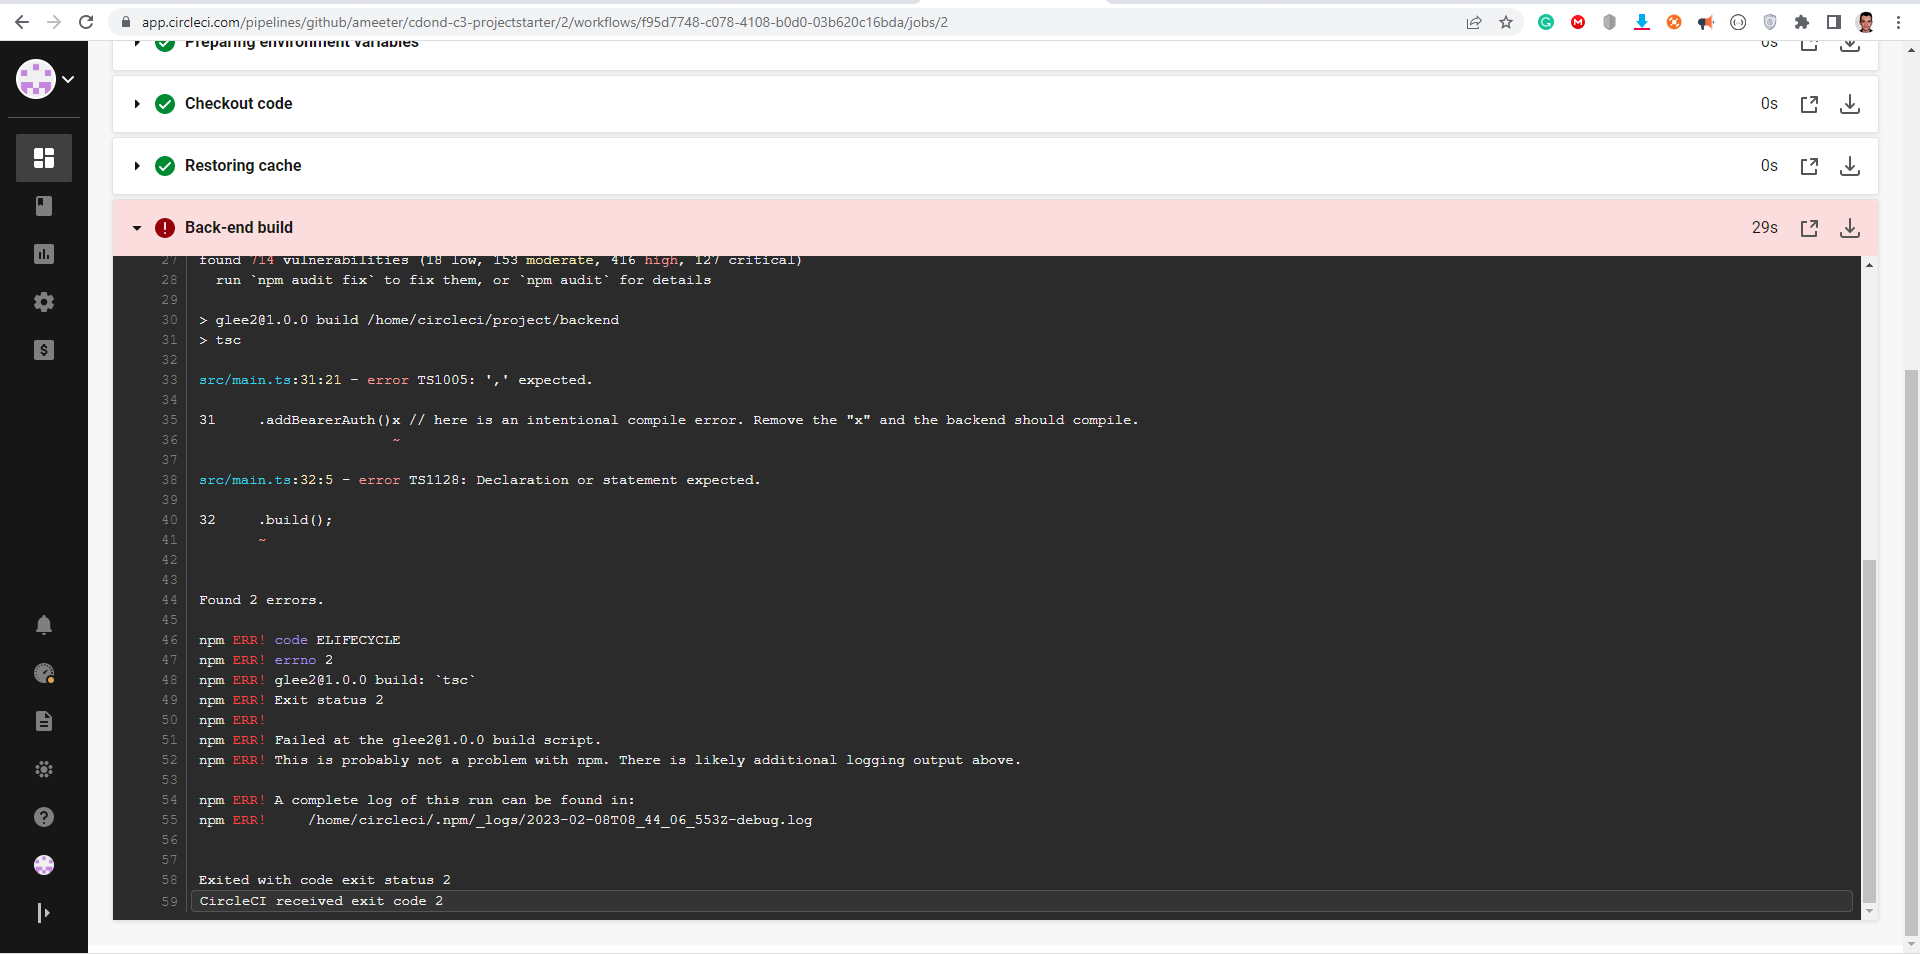 app.circleci.com/pipelines/github/ameeter/cdond-c3-projectstarter/2/workflows/f95d7748-c078-4108-b0d0-03b620c16bda/jobs/2
Preparing environment variables 0s
Checkout code 0s
Restoring cache 0s
Back-end build 29s
27 found 714 vulnerabilities (18 low, 153 moderate, 416 high, 127 critical)
28 run `npm audit fix` to fix them, or `npm audit` for details
29
30 > glee2@1.0.0 build /home/circleci/project/backend
31 > tsc
32
33 src/main.ts:31:21 - error TS1005: ',' expected.
34
35 31 .addBearerAuth()x // here is an intentional compile error. Remove the "x" and the backend should compile.
36 ~
37
38 src/main.ts:32:5 - error TS1128: Declaration or statement expected.
39
40 32 .build();
41 ~
42
43
44 Found 2 errors.
45
46 npm ERR! code ELIFECYCLE
47 npm ERR! errno 2
48 npm ERR! glee2@1.0.0 build: `tsc`
49 npm ERR! Exit status 2
50 npm ERR!
51 npm ERR! Failed at the glee2@1.0.0 build script.
52 npm ERR! This is probably not a problem with npm. There is likely additional logging output above.
53
54 npm ERR! A complete log of this run can be found in:
55 npm ERR! /home/circleci/.npm/_logs/2023-02-08T08_44_06_553Z-debug.log
56
57
58 Exited with code exit status 2
59 CircleCI received exit code 2